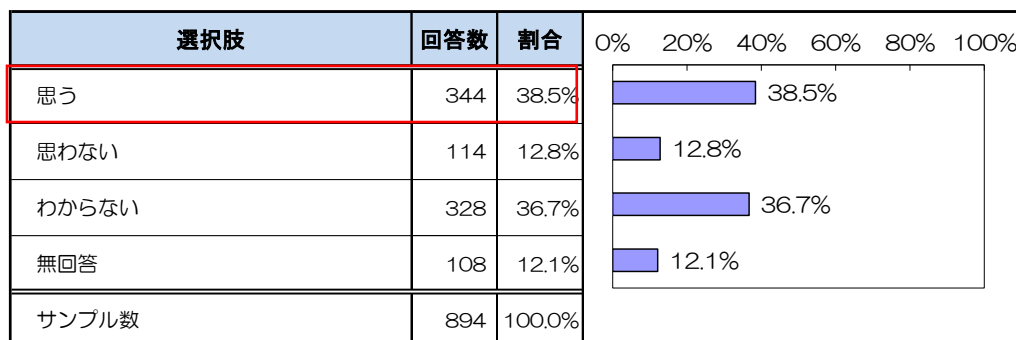 選択肢 回答数 割合
思う 344 38.5%
思わない 114 12.8%
わからない 328 36.7%
無回答 108 12.1%
サンプル数 894 100.0%
0% 20% 40% 60% 80% 100%
38.5%
12.8%
36.7%
12.1%